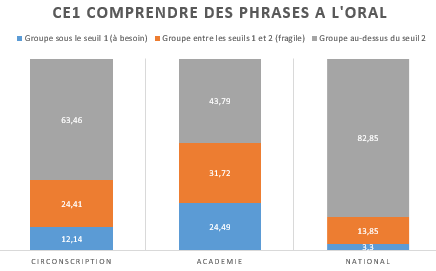 CE1 COMPRENDRE DES PHRASES A L'ORAL
Groupe sous le seuil 1 (à besoin) Groupe entre les seuils 1 et 2 (fragile) Groupe au-dessus du seuil 2
63,46 43,79 82,85
24,41 31,72 13,85
12,14 24,49 3,3
CIRCONSCRIPTION ACADEMIE NATIONAL